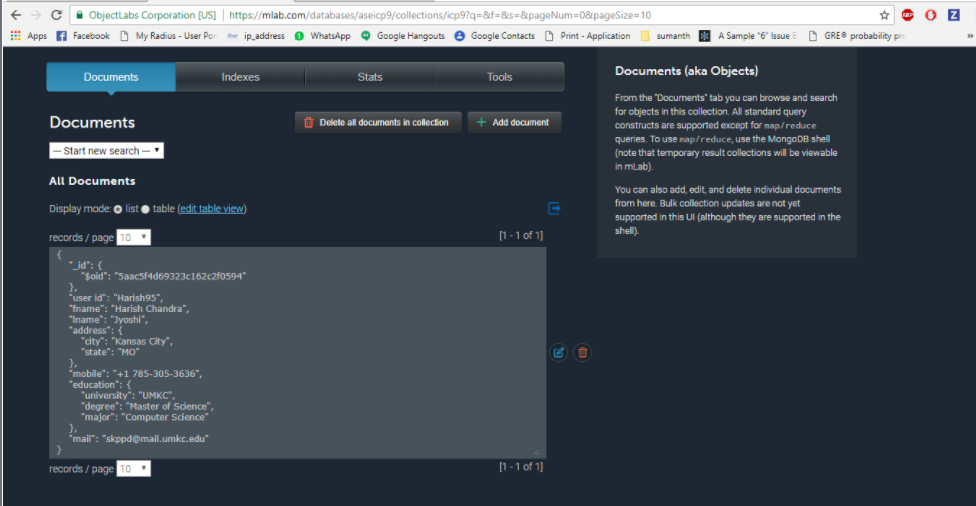 ObjectLabs Corporation [US] | https://mlab.com/databases/aseicp9/collections/icp9?q=&f=&s=&pageNum=0&pageSize=10
Apps Facebook My Radius - User Por ip_address WhatsApp Google Hangouts Google Contacts Print - Application sumanth A Sample "6" Issue E GRE® probability pro »
Documents Indexes Stats Tools
Documents
Delete all documents in collection
Add document
-- Start new search --
All Documents
Display mode: list table (edit table view)
records / page 10 [1 - 1 of 1]
{
"_id": {
"$oid": "5aac5f4d69323c162c2f0594"
},
"user id": "Harish95",
"fname": "Harish Chandra",
"lname": "Jyoshi",
"address": {
"city": "Kansas City",
"state": "MO"
},
"mobile": "+1 785-305-3636",
"education": {
"university": "UMKC",
"degree": "Master of Science",
"major": "Computer Science"
},
"mail": "skppd@mail.umkc.edu"
}
records / page 10 [1 - 1 of 1]
Documents (aka Objects)
From the "Documents" tab you can browse and search
for objects in this collection. All standard query
constructs are supported except for map/reduce
queries. To use map/reduce, use the MongoDB shell
(note that temporary result collections will be viewable
in mLab).
You can also add, edit, and delete individual documents
from here. Bulk collection updates are not yet
supported in this UI (although they are supported in the
shell).
ABP
Z